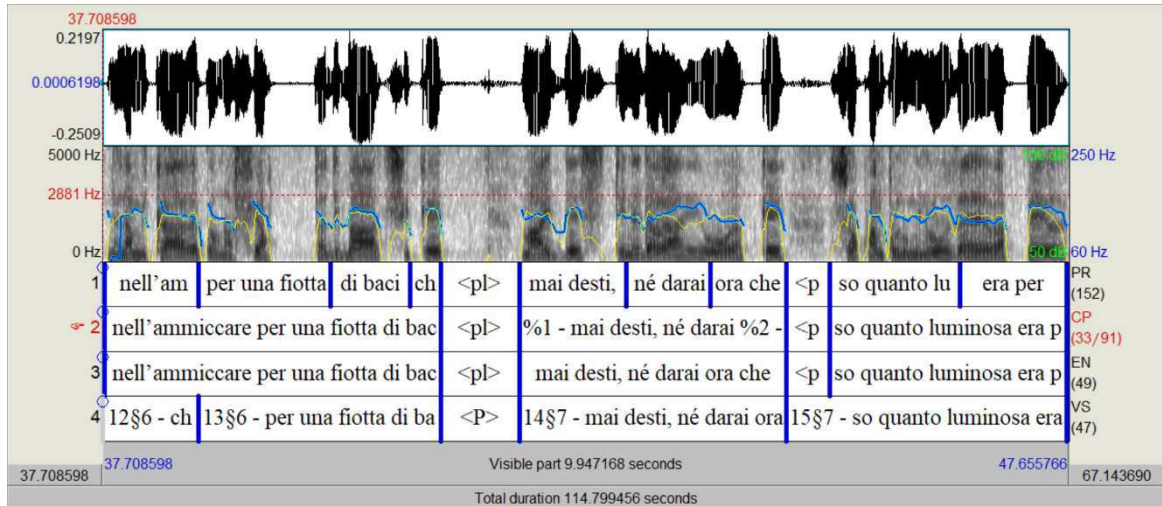 37.708598
0.2197
0.0006198
-0.2509
5000 Hz 100 dB 250 Hz
2881 Hz
0 Hz 50 dB 60 Hz
1 nell'am per una fiotta di baci ch <pl> mai desti, né darai ora che <p so quanto lu era per PR (152)
2 nell'ammiccare per una fiotta di bac <pl> %1 - mai desti, né darai %2 - <p so quanto luminosa era p CP (33/91)
3 nell'ammiccare per una fiotta di bac <pl> mai desti, né darai ora che <p so quanto luminosa era p EN (49)
4 12§6 - ch 13§6 - per una fiotta di ba <P> 14§7 - mai desti, né darai ora 15§7 - so quanto luminosa era VS (47)
37.708598 Visible part 9.947168 seconds 47.655766
37.708598 67.143690
Total duration 114.799456 seconds